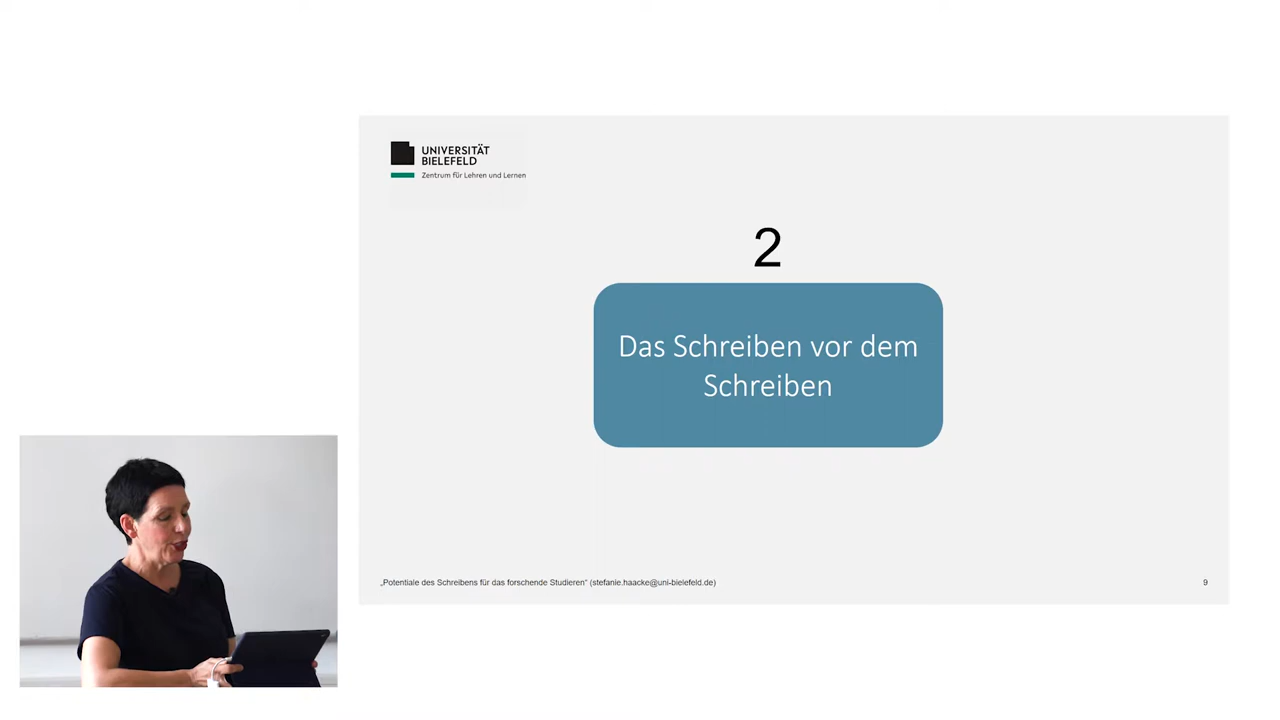 UNIVERSITÄT
BIELEFELD
Zentrum für Lehren und Lernen
2
Das Schreiben vor dem
Schreiben
„Potentiale des Schreibens für das forschende Studieren“ (stefanie.haacke@uni-bielefeld.de)
9